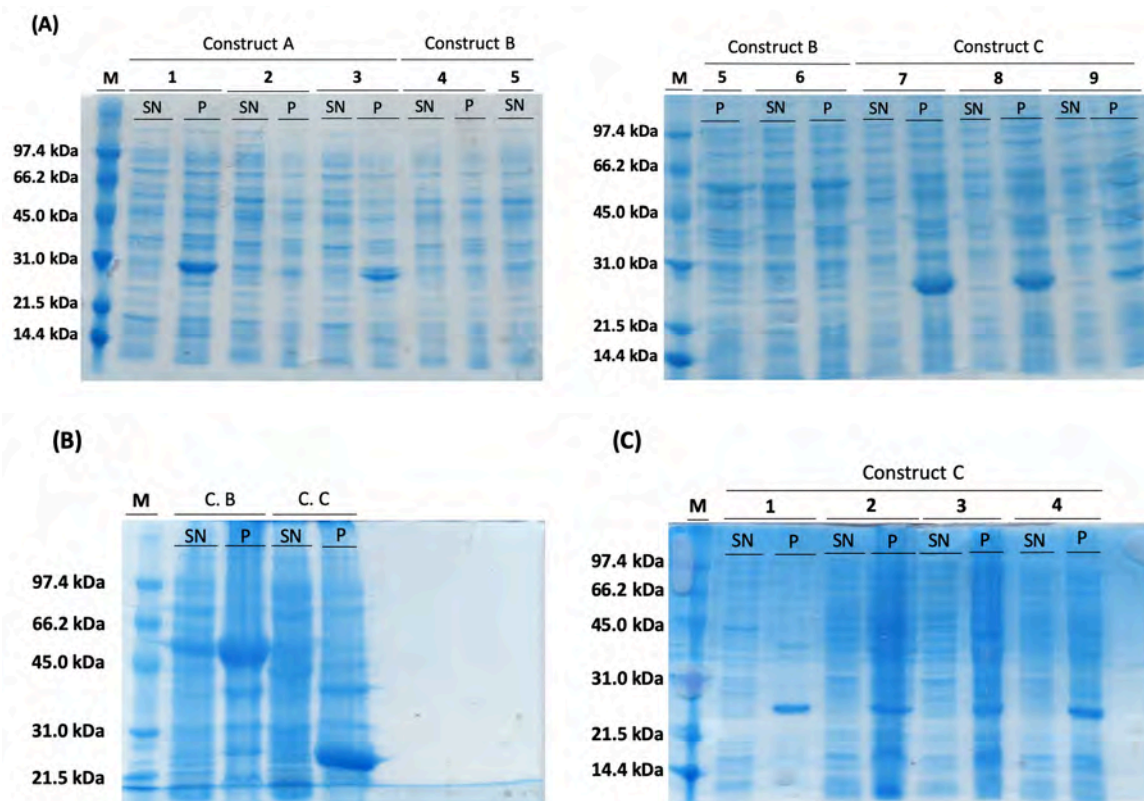 (A)
Construct A Construct B
M 1 2 3 4 5
SN P SN P SN P SN P SN
97.4 kDa
66.2 kDa
45.0 kDa
31.0 kDa
21.5 kDa
14.4 kDa
Construct B Construct C
M 5 6 7 8 9
P SN P SN P SN P SN P
97.4 kDa
66.2 kDa
45.0 kDa
31.0 kDa
21.5 kDa
14.4 kDa
(B)
M C. B C. C
SN P SN P
97.4 kDa
66.2 kDa
45.0 kDa
31.0 kDa
21.5 kDa
(C)
Construct C
M 1 2 3 4
SN P SN P SN P SN P
97.4 kDa
66.2 kDa
45.0 kDa
31.0 kDa
21.5 kDa
14.4 kDa